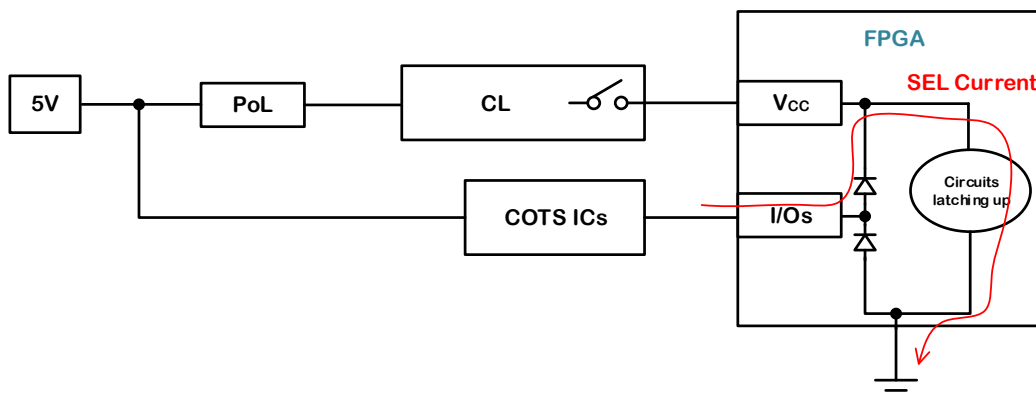 FPGA
SEL Current
5V
PoL
CL
VCC
COTS ICs
I/Os
Circuits
latching up